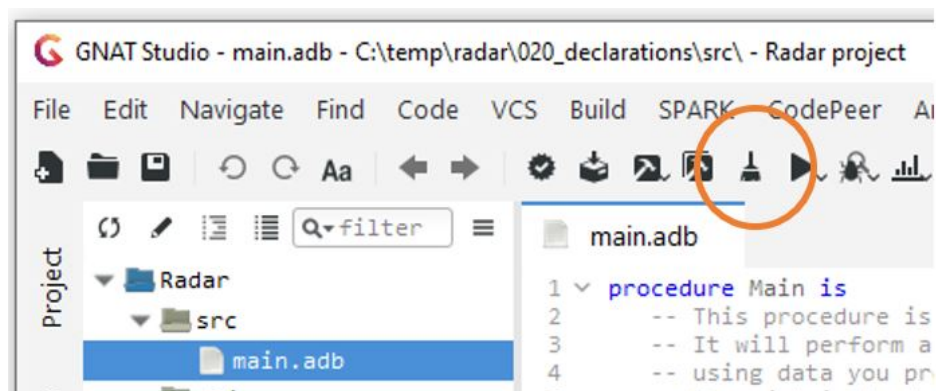 GNAT Studio - main.adb - C:\temp\radar\020_declarations\src\ - Radar project
File Edit Navigate Find Code VCS Build SPARK CodePeer
Aa filter
Project
main.adb
Radar
src
main.adb
1 procedure Main is
2 -- This procedure is
3 -- It will perform a
4 -- using data you